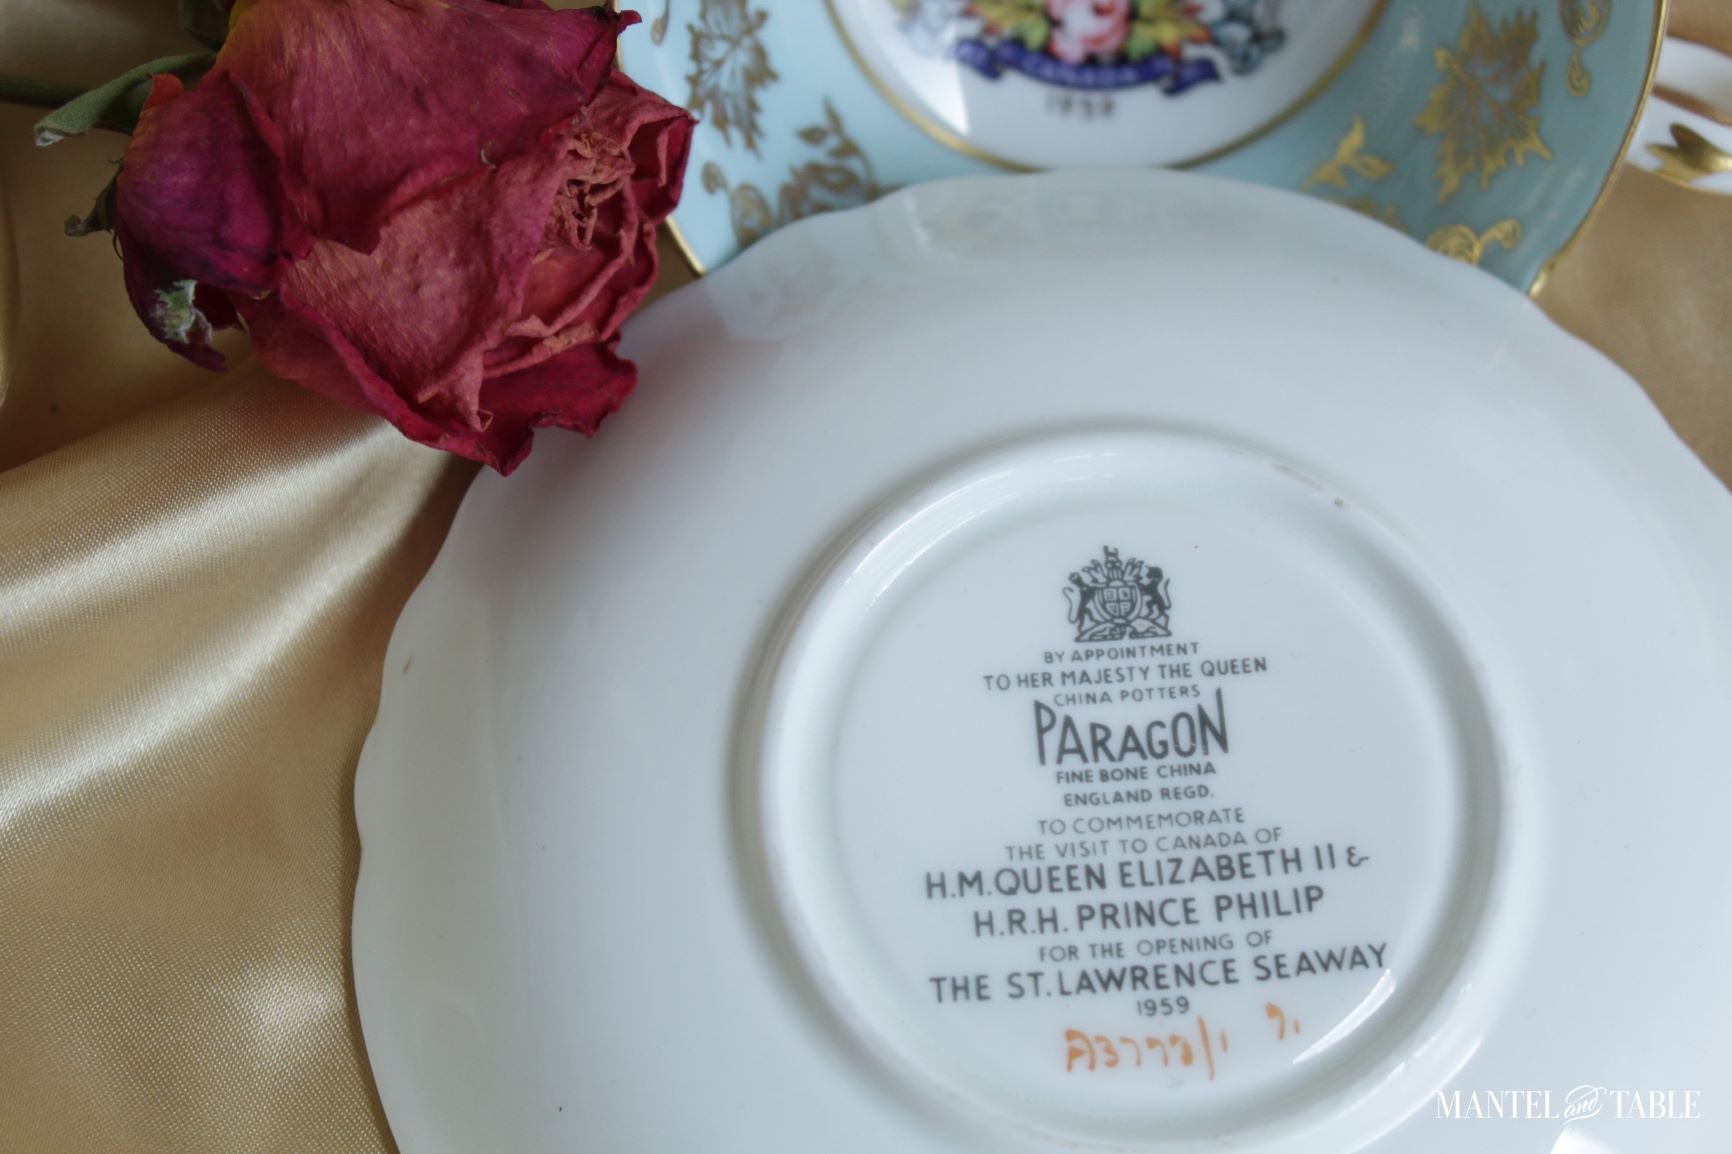 CANADA
1959
BY APPOINTMENT
TO HER MAJESTY THE QUEEN
CHINA POTTERS
PARAGON
FINE BONE CHINA
ENGLAND REGD.
TO COMMEMORATE
THE VISIT TO CANADA OF
H.M.QUEEN ELIZABETH II &
H.R.H. PRINCE PHILIP
FOR THE OPENING OF
THE ST. LAWRENCE SEAWAY
1959
MANTEL and TABLE